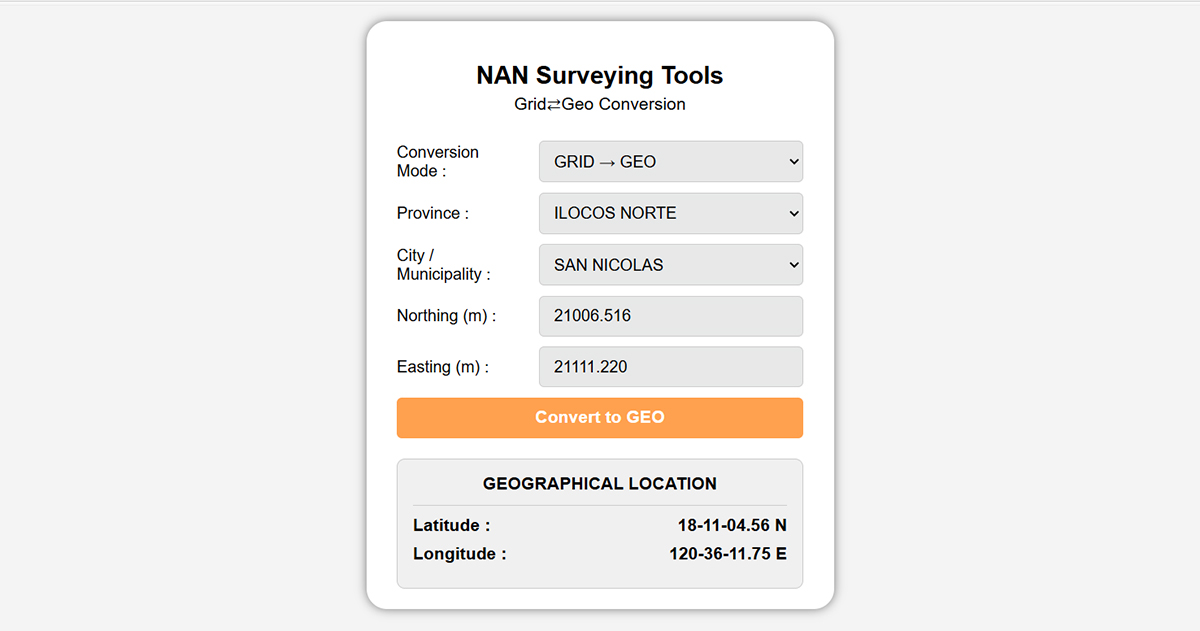 NAN Surveying Tools
Grid⇄Geo Conversion
Conversion
Mode :
GRID → GEO
Province :
ILOCOS NORTE
City /
Municipality :
SAN NICOLAS
Northing (m) :
21006.516
Easting (m) :
21111.220
Convert to GEO
GEOGRAPHICAL LOCATION
Latitude :
18-11-04.56 N
Longitude :
120-36-11.75 E